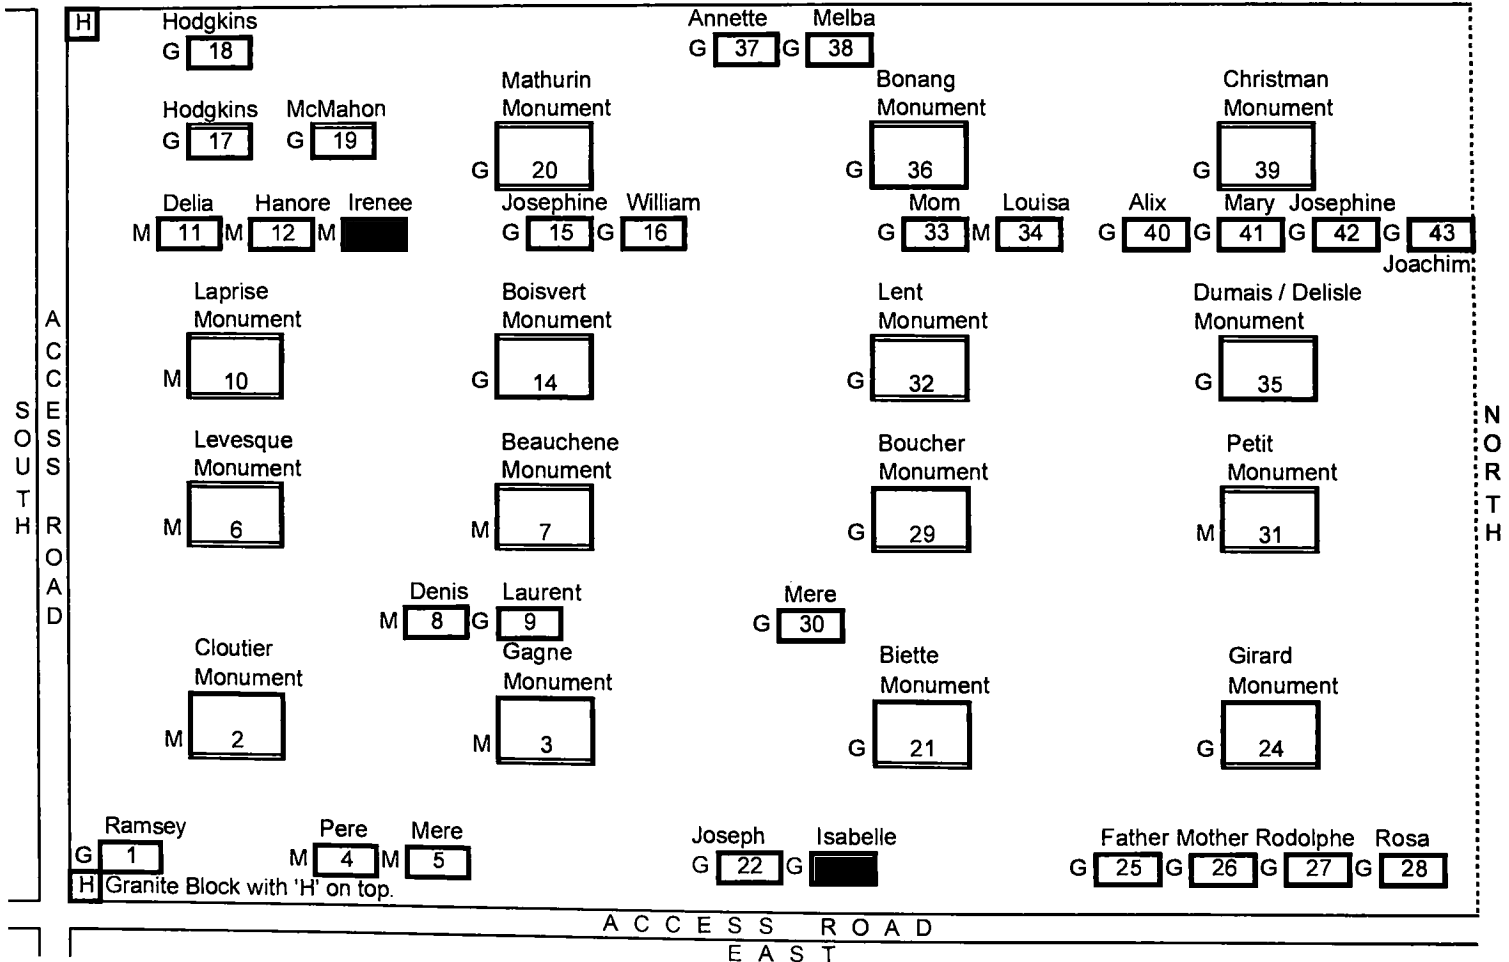 H
Hodgkins
G 18
Annette Melba
G 37 G 38
Mathurin
Monument
G 20
Bonang
Monument
G 36
Christman
Monument
G 39
Hodgkins McMahon
G 17 G 19
Delia Hanore Irenee
M 11 M 12 M
Josephine William
G 15 G 16
Mom Louisa
G 33 M 34
Alix Mary Josephine
G 40 G 41 G 42 G 43
Joachim
Laprise
Monument
M 10
Boisvert
Monument
G 14
Lent
Monument
G 32
Dumais / Delisle
Monument
G 35
SOUTH
ACCESS ROAD
NORTH
Levesque
Monument
M 6
Beauchene
Monument
M 7
Boucher
Monument
G 29
Petit
Monument
M 31
Denis Laurent
M 8 G 9
Mere
G 30
Cloutier
Monument
M 2
Gagne
Monument
M 3
Biette
Monument
G 21
Girard
Monument
G 24
Ramsey
G 1
Pere Mere
M 4 M 5
Joseph Isabelle
G 22 G
Father Mother Rodolphe Rosa
G 25 G 26 G 27 G 28
H Granite Block with 'H' on top.
ACCESS ROAD
EAST